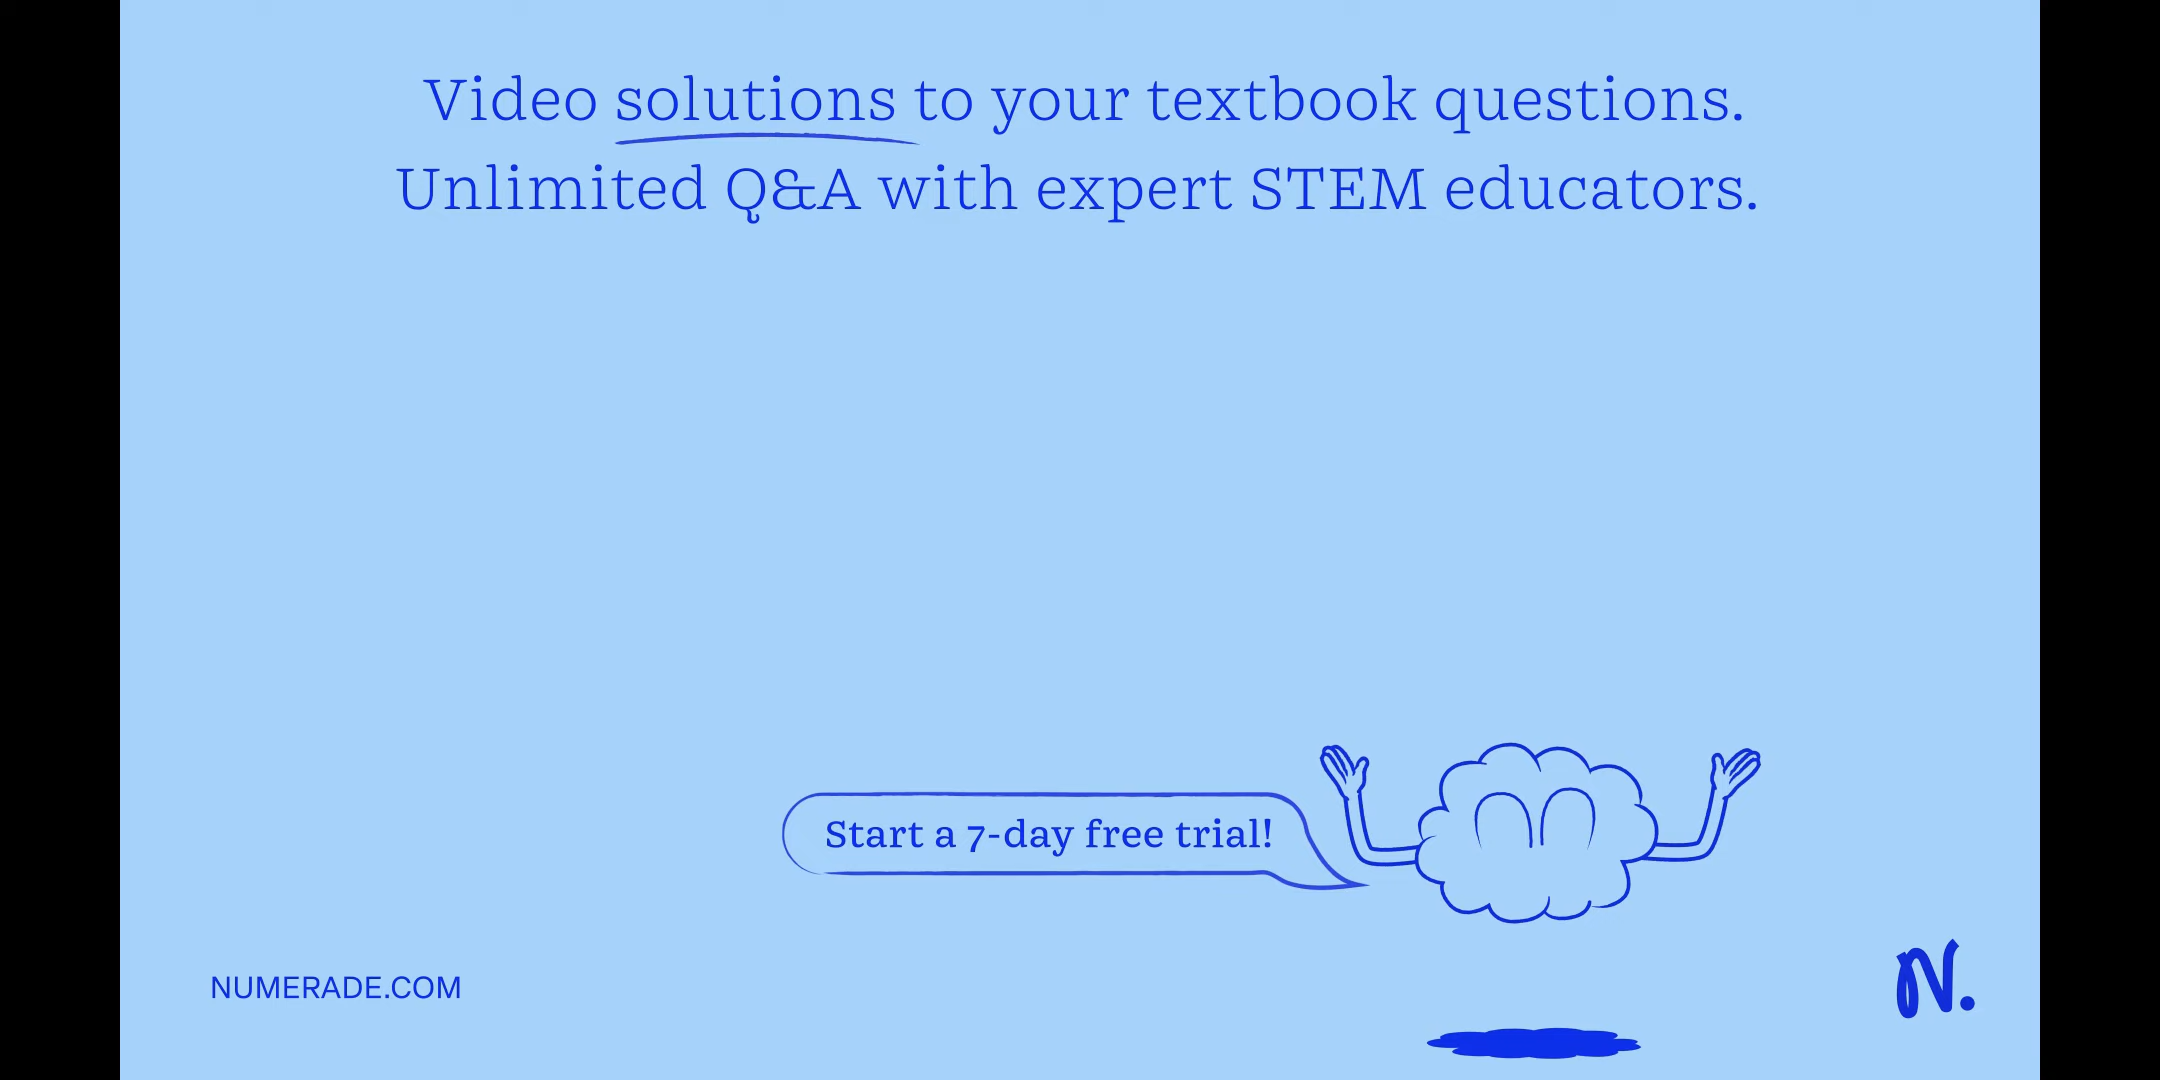 Video solutions to your textbook questions.
Unlimited Q&A with expert STEM educators.
Start a 7-day free trial!
NUMERADE.COM
N.